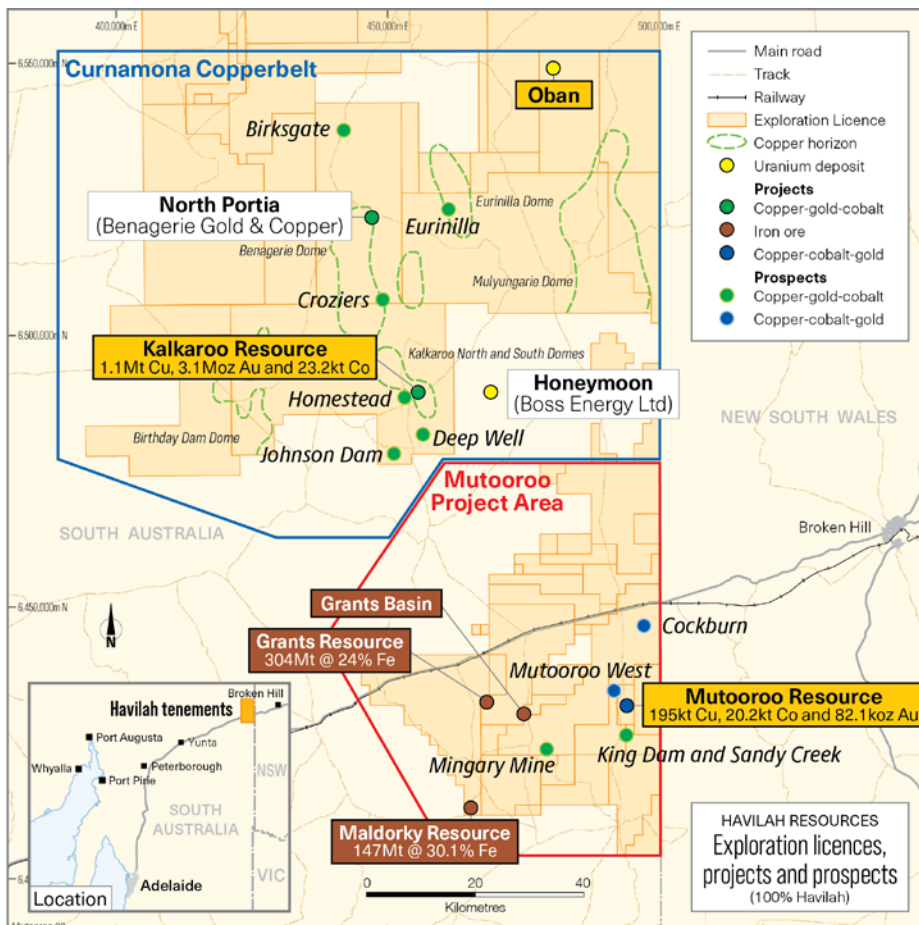 400,000m E
450,000m E
500,000m E
6,550,000m N
Curnamona Copperbelt
Oban
Birksgate
North Portia
(Benagerie Gold & Copper)
Eurinilla Dome
Eurinilla
Benagerie Dome
Mulyungarie Dome
Croziers
6,500,000m N
Kalkaroo Resource
1.1Mt Cu, 3.1Moz Au and 23.2kt Co
Kalkaroo North and South Domes
Honeymoon
(Boss Energy Ltd)
Homestead
Birthday Dam Dome
Deep Well
Johnson Dam
Main road
Track
Railway
Exploration Licence
Copper horizon
Uranium deposit
Projects
Copper-gold-cobalt
Iron ore
Copper-cobalt-gold
Prospects
Copper-gold-cobalt
Copper-cobalt-gold
NEW SOUTH WALES
Mutooroo
Project Area
SOUTH AUSTRALIA
Broken Hill
6,450,000m N
N
Grants Basin
Grants Resource
304Mt @ 24% Fe
Cockburn
Mutooroo West
Mutooroo Resource
195kt Cu, 20.2kt Co and 82.1koz Au
King Dam and Sandy Creek
Mingary Mine
Maldorky Resource
147Mt @ 30.1% Fe
0
20
40
Kilometres
Broken Hill
Havilah tenements
Port Augusta
Yunta
Whyalla
Peterborough
Port Pirie
NSW
SOUTH
AUSTRALIA
VIC
Adelaide
Location
HAVILAH RESOURCES
Exploration licences,
projects and prospects
(100% Havilah)